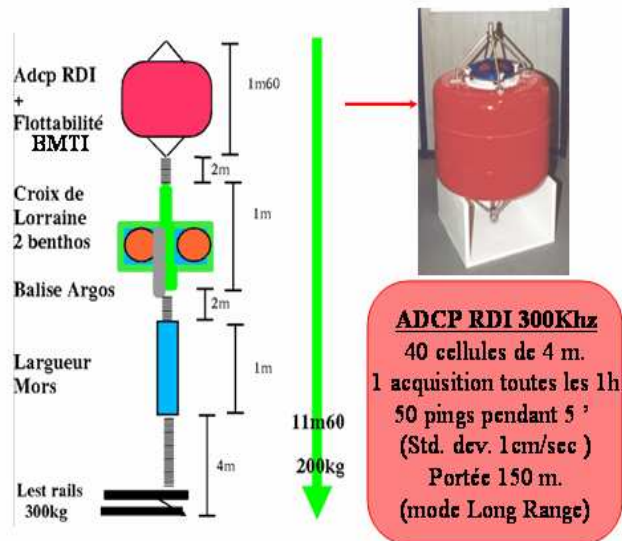 Adcp RDI
+
Flottabilité
BMTI
1m60
2m
Croix de
Lorraine
2 benthos
1m
Balise Argos
2m
Largueur
Mors
1m
4m
Lest rails
300kg
11m60
200kg
ADCP RDI 300Khz
40 cellules de 4 m.
1 acquisition toutes les 1h
50 pings pendant 5 ’
(Std. dev. 1cm/sec )
Portée 150 m.
(mode Long Range)